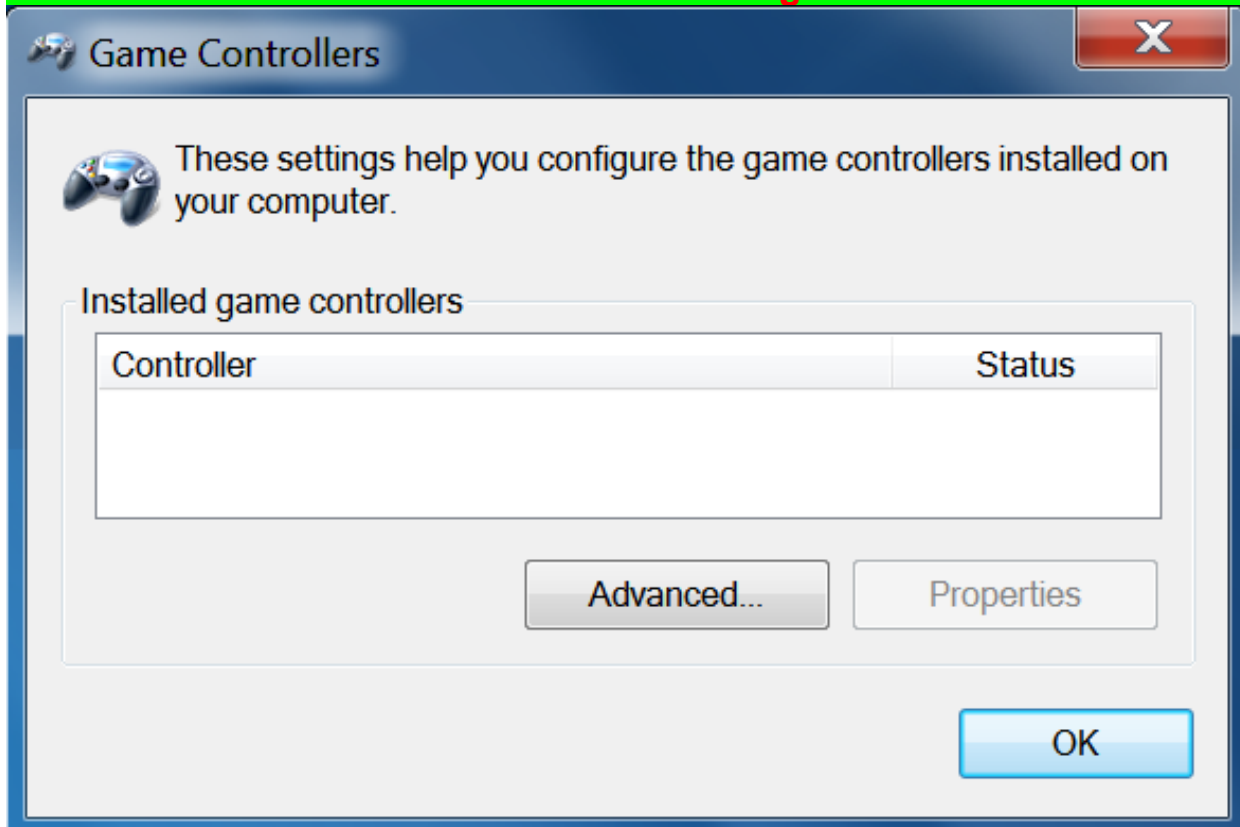 Game Controllers
These settings help you configure the game controllers installed on
your computer.
Installed game controllers
Controller Status
Advanced... Properties
OK